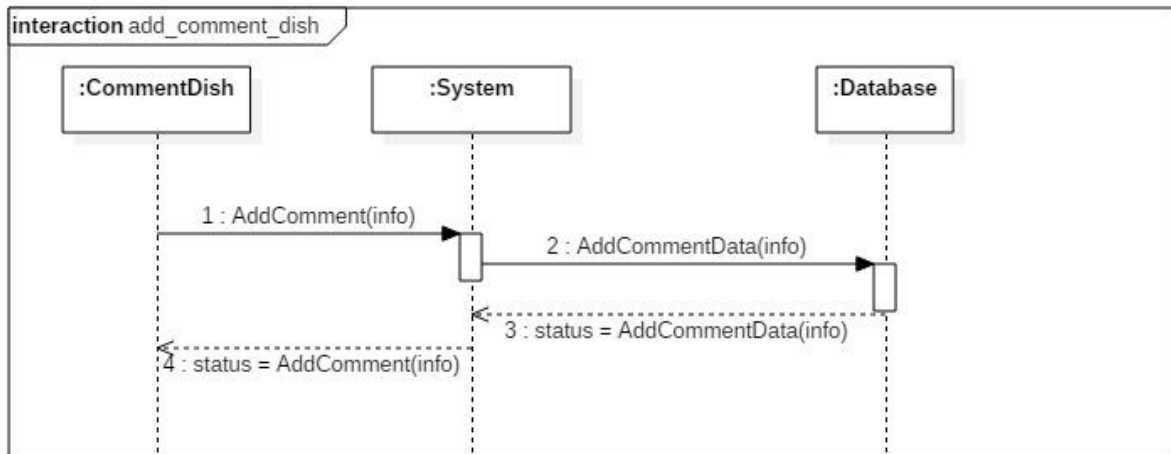 interaction add_comment_dish
:CommentDish
:System
:Database
1 : AddComment(info)
2 : AddCommentData(info)
3 : status = AddCommentData(info)
4 : status = AddComment(info)